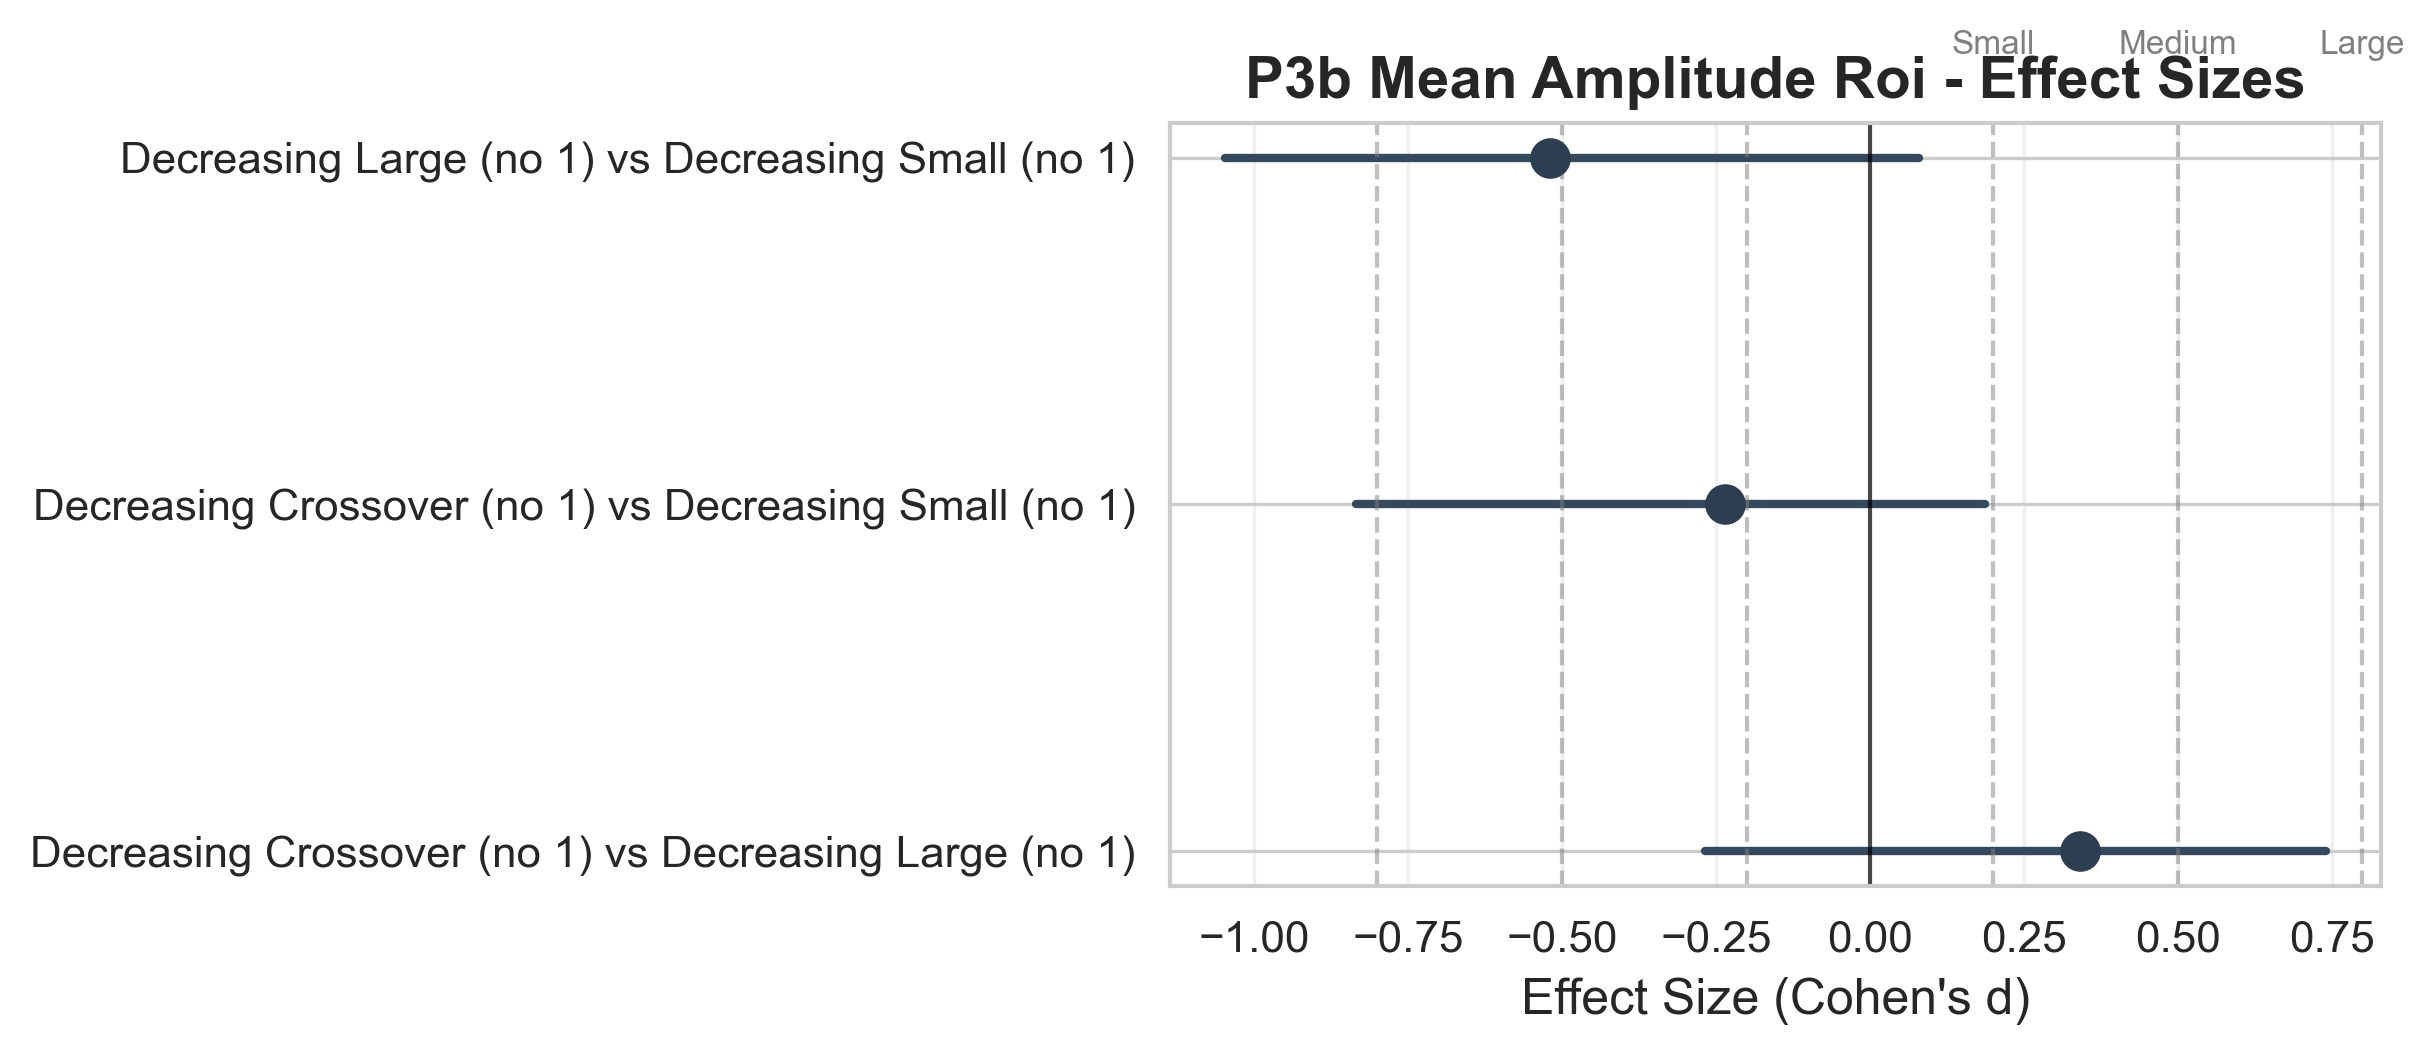 Small Medium Large
P3b Mean Amplitude Roi - Effect Sizes
Decreasing Large (no 1) vs Decreasing Small (no 1)
Decreasing Crossover (no 1) vs Decreasing Small (no 1)
Decreasing Crossover (no 1) vs Decreasing Large (no 1)
−1.00 −0.75 −0.50 −0.25 0.00 0.25 0.50 0.75
Effect Size (Cohen's d)